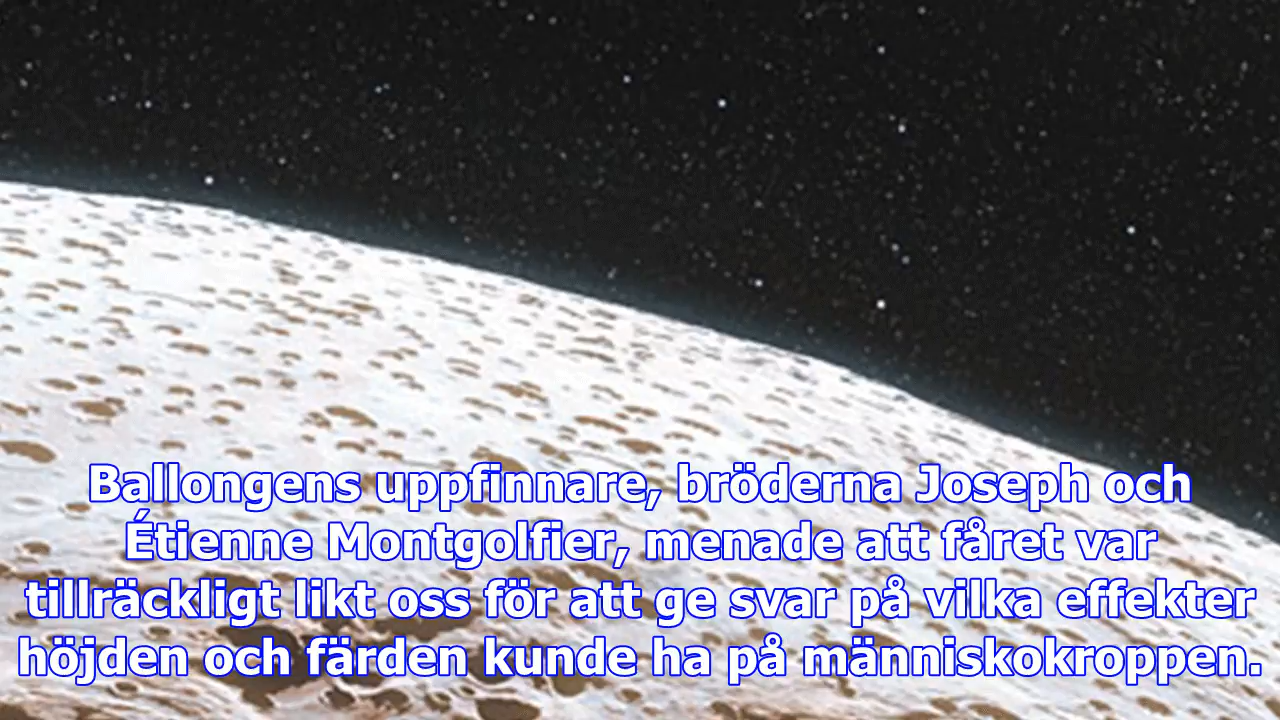 Ballongens uppfinnare, bröderna Joseph och
Étienne Montgolfier, menade att fåret var
tillräckligt likt oss för att ge svar på vilka effekter
höjden och färden kunde ha på människokroppen.